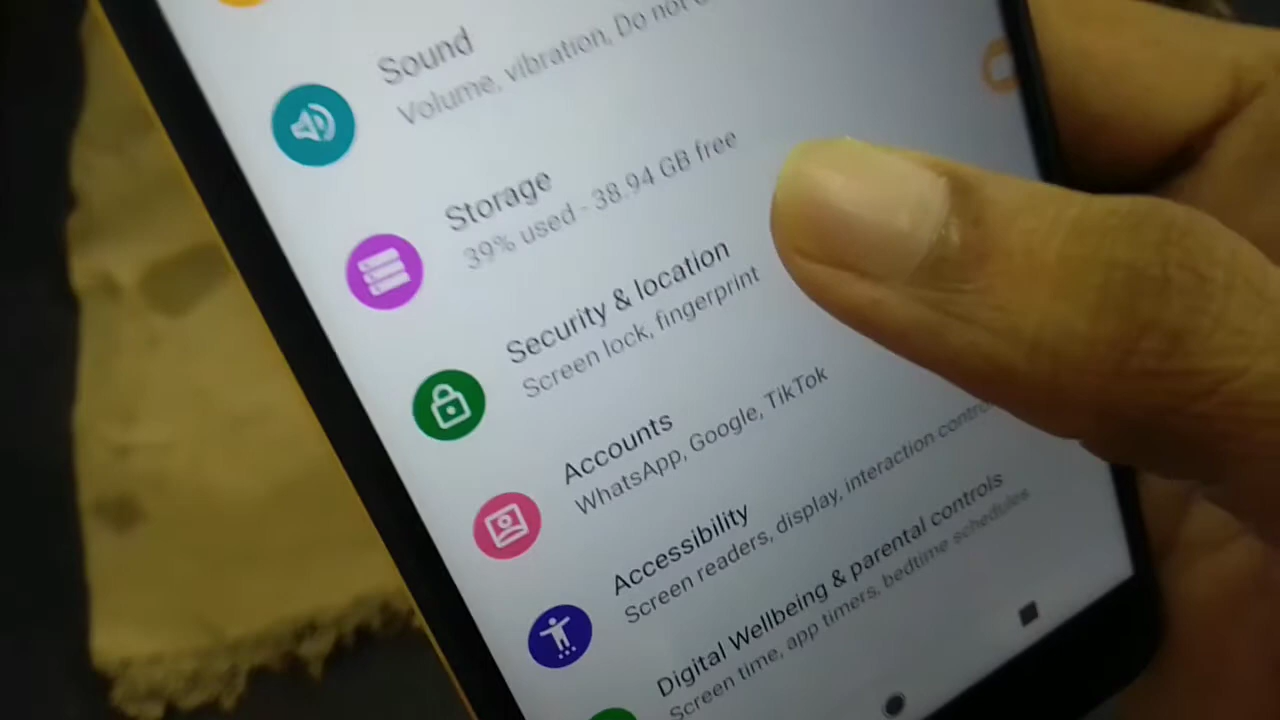 Sound
Volume, vibration, Do not
Storage
39% used - 38.94 GB free
Security & location
Screen lock, fingerprint
Accounts
WhatsApp, Google, TikTok
Accessibility
Screen readers, display, interaction
Digital Wellbeing & parental controls
Screen time, app timers, bedtime schedules